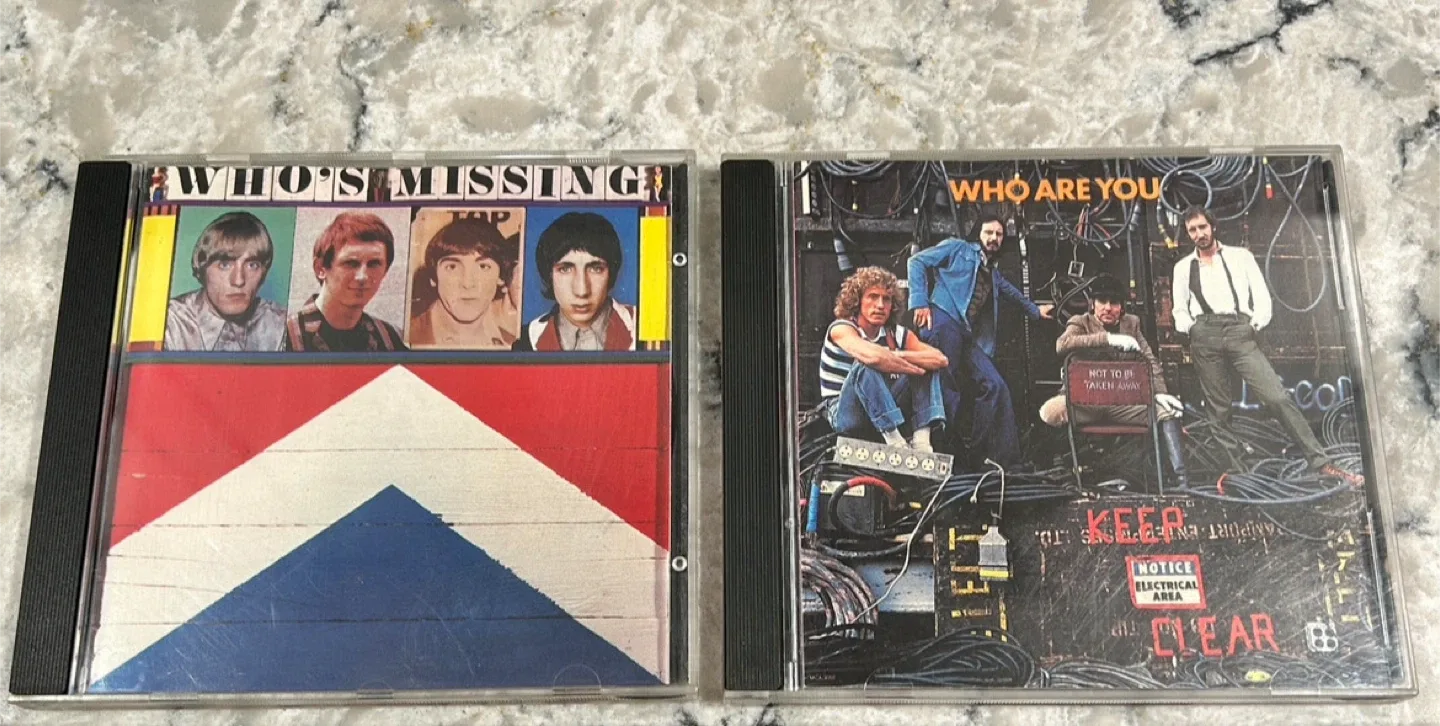 WHO'S MISSING
TOP
WHO ARE YOU
NOT TO BE
TAKEN AWAY
KEEP
NOTICE
ELECTRICAL
AREA
CLEAR